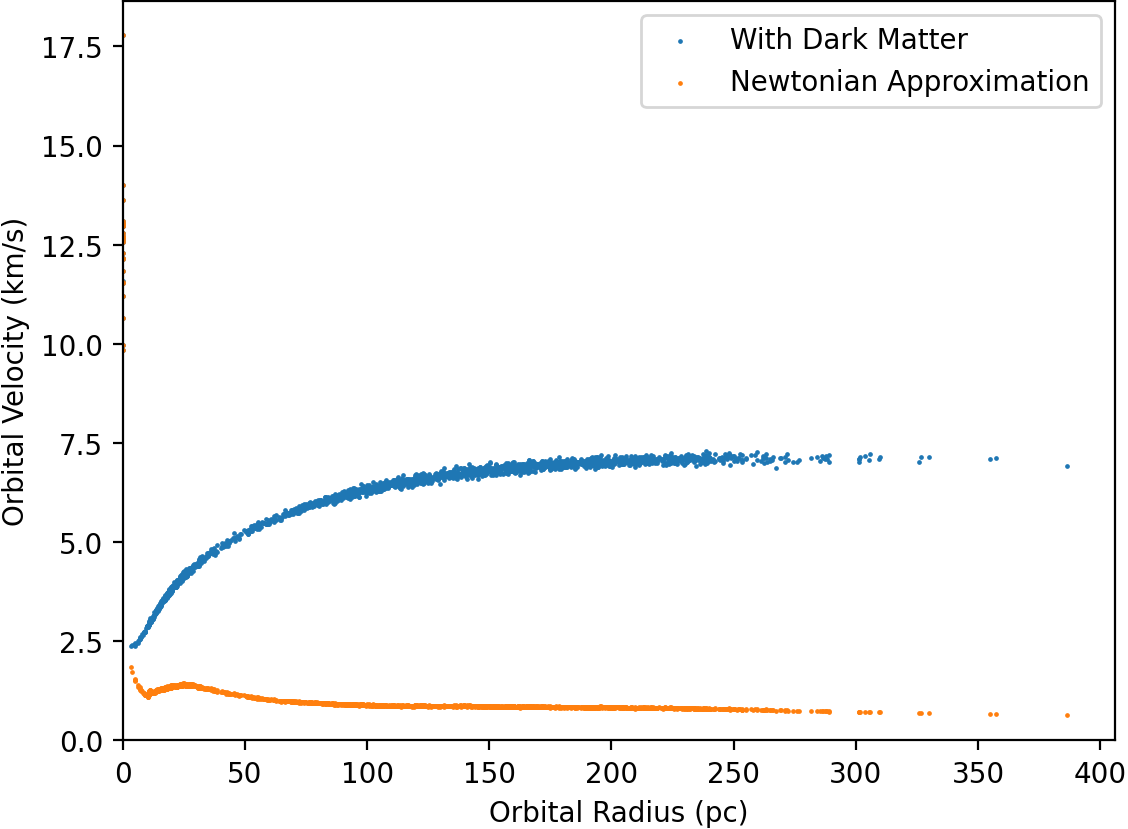 With Dark Matter
Newtonian Approximation
17.5
15.0
12.5
10.0
7.5
5.0
2.5
0.0
Orbital Velocity (km/s)
0 50 100 150 200 250 300 350 400
Orbital Radius (pc)